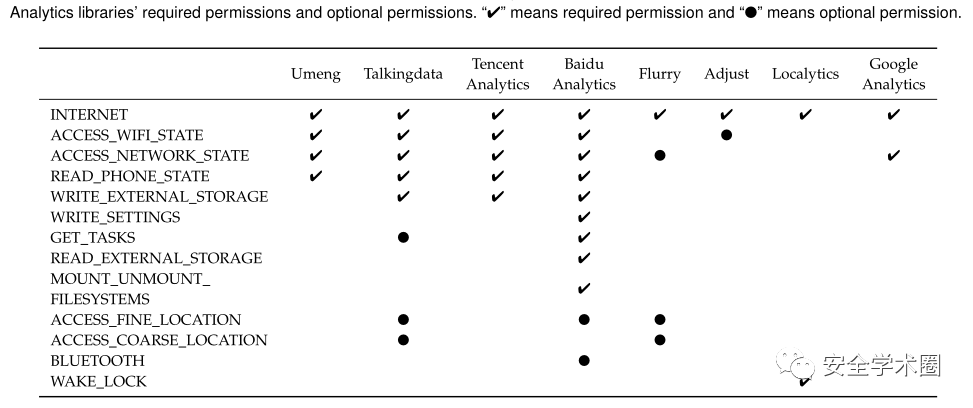 Analytics libraries' required permissions and optional permissions. “✔” means required permission and “●” means optional permission.
Umeng Talkingdata Tencent Analytics Baidu Analytics Flurry Adjust Localytics Google Analytics
INTERNET ✔ ✔ ✔ ✔ ✔ ✔ ✔ ✔
ACCESS_WIFI_STATE ✔ ✔ ✔ ✔ ●
ACCESS_NETWORK_STATE ✔ ✔ ✔ ✔ ● ✔
READ_PHONE_STATE ✔ ✔ ✔ ✔
WRITE_EXTERNAL_STORAGE ✔ ✔ ✔
WRITE_SETTINGS ✔
GET_TASKS ● ✔
READ_EXTERNAL_STORAGE ✔
MOUNT_UNMOUNT_
FILESYSTEMS ✔
ACCESS_FINE_LOCATION ● ● ●
ACCESS_COARSE_LOCATION ● ●
BLUETOOTH ●
WAKE_LOCK ✔
安全学术圈